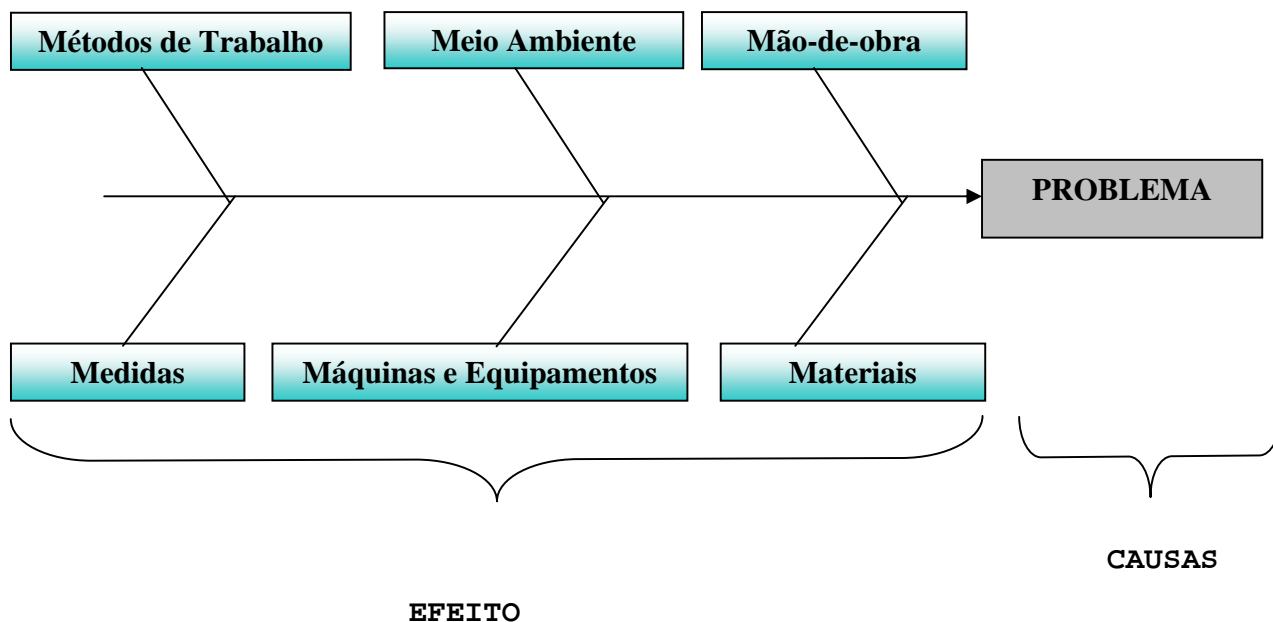 Métodos de Trabalho
Meio Ambiente
Mão-de-obra
PROBLEMA
Medidas
Máquinas e Equipamentos
Materiais
CAUSAS
EFEITO